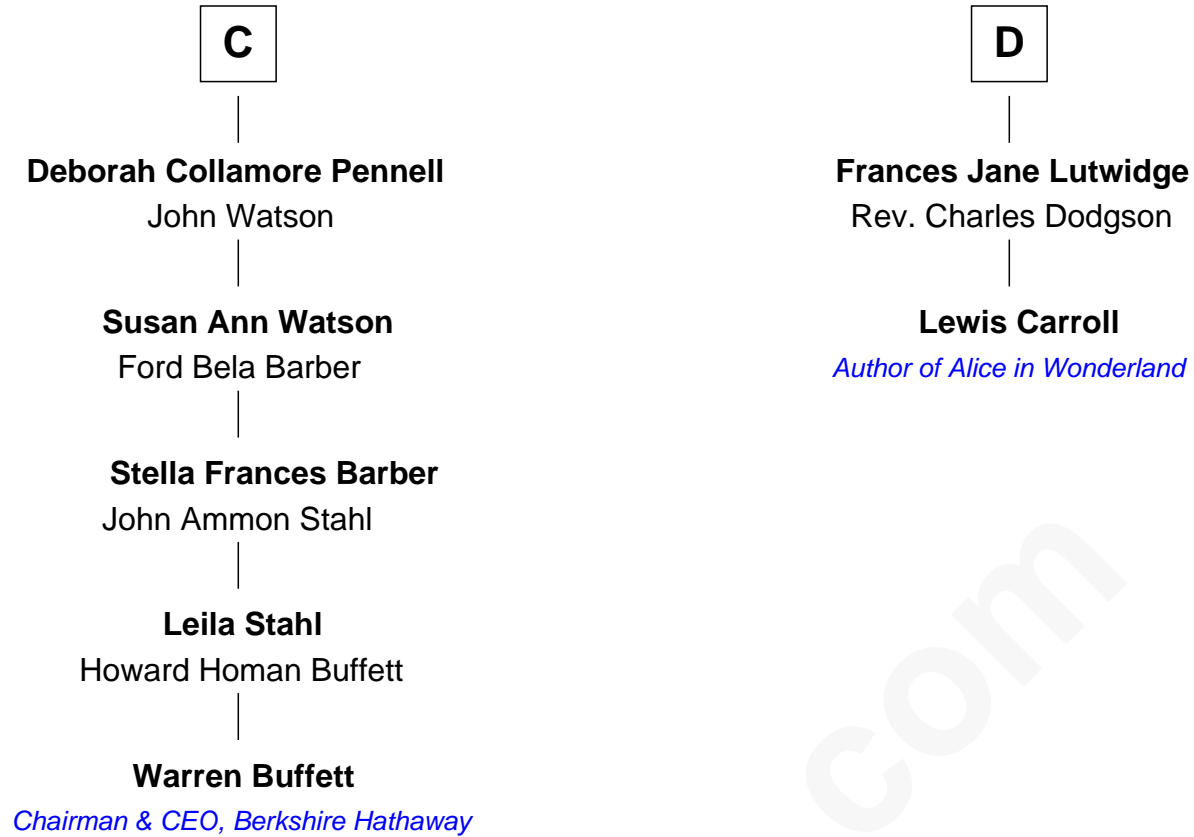 C
Deborah Collamore Pennell
John Watson
Susan Ann Watson
Ford Bela Barber
Stella Frances Barber
John Ammon Stahl
Leila Stahl
Howard Homan Buffett
Warren Buffett
Chairman & CEO, Berkshire Hathaway
D
Frances Jane Lutwidge
Rev. Charles Dodgson
Lewis Carroll
Author of Alice in Wonderland
com